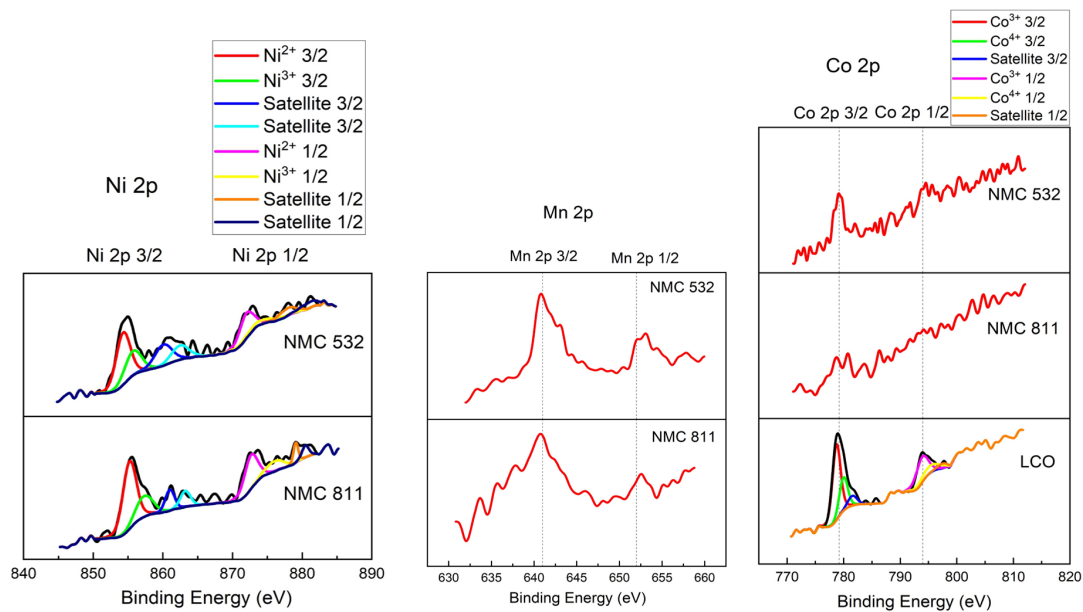 Ni 2p
Ni²⁺ 3/2
Ni³⁺ 3/2
Satellite 3/2
Satellite 3/2
Ni²⁺ 1/2
Ni³⁺ 1/2
Satellite 1/2
Satellite 1/2
Ni 2p 3/2 Ni 2p 1/2
NMC 532
NMC 811
840 850 860 870 880 890
Binding Energy (eV)
Mn 2p
Mn 2p 3/2 Mn 2p 1/2
NMC 532
NMC 811
630 635 640 645 650 655 660
Binding Energy (eV)
Co 2p
Co³⁺ 3/2
Co⁴⁺ 3/2
Satellite 3/2
Co³⁺ 1/2
Co⁴⁺ 1/2
Satellite 1/2
Co 2p 3/2 Co 2p 1/2
NMC 532
NMC 811
LCO
770 780 790 800 810 820
Binding Energy (eV)